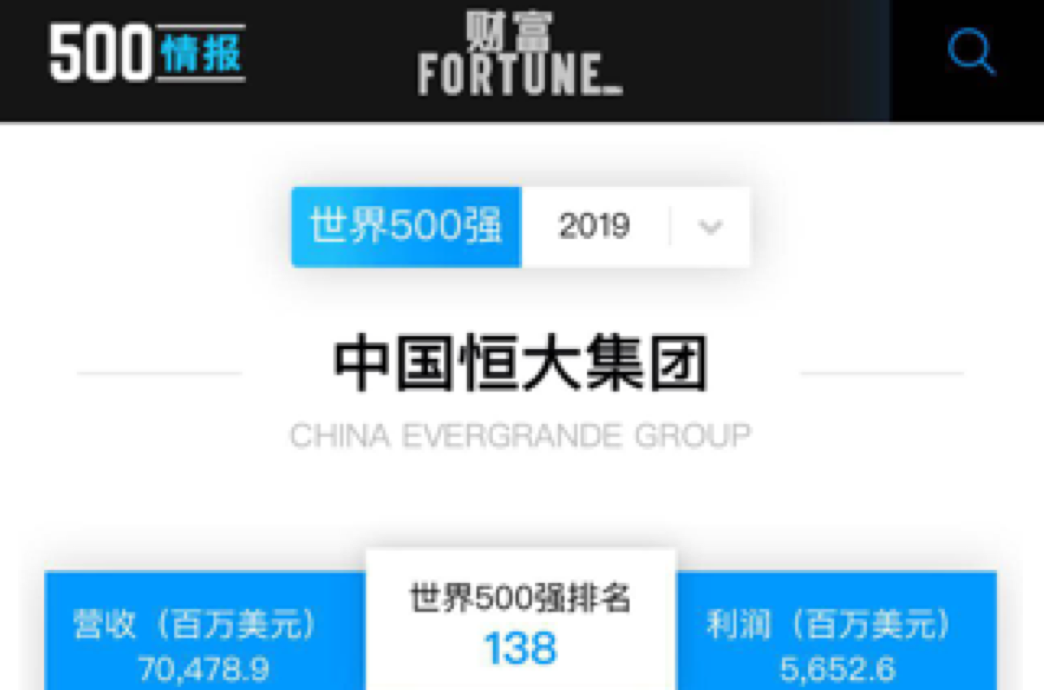 500情报
财富
FORTUNE
世界500强 2019
中国恒大集团
CHINA EVERGRANDE GROUP
世界500强排名
138
营收（百万美元）
70,478.9
利润（百万美元）
5,652.6